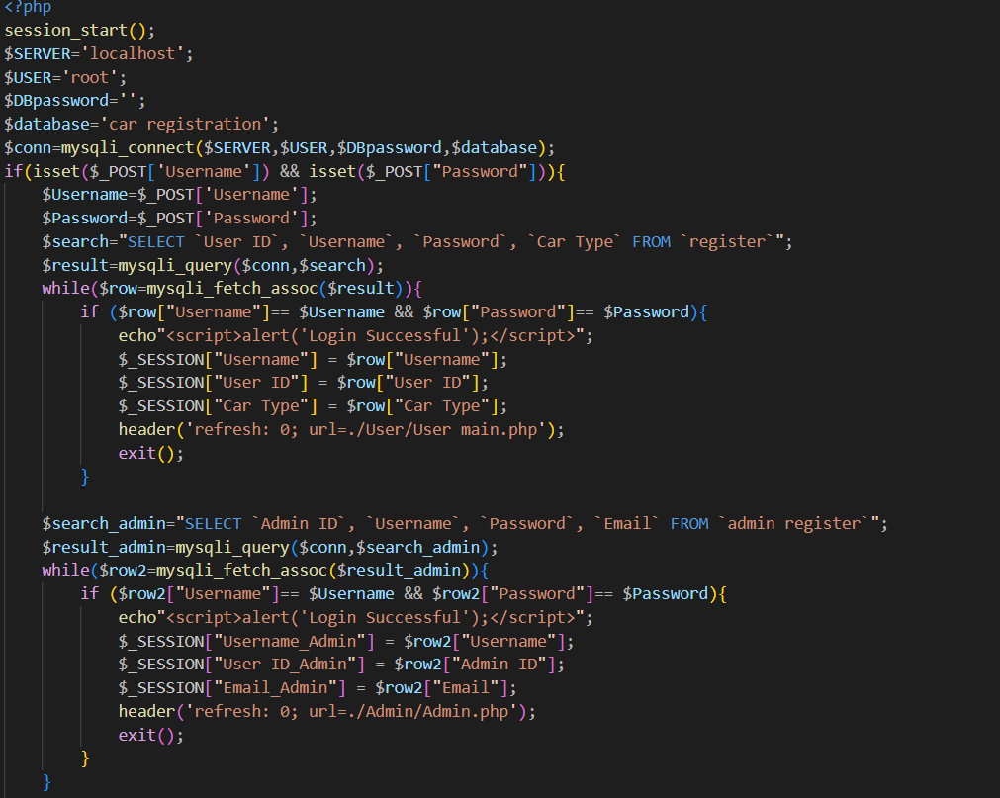 <?php
session_start();
$SERVER='localhost';
$USER='root';
$DBpassword='';
$database='car registration';
$conn=mysqli_connect($SERVER,$USER,$DBpassword,$database);
if(isset($_POST['Username']) && isset($_POST["Password"])){
    $Username=$_POST['Username'];
    $Password=$_POST['Password'];
    $search="SELECT `User ID`, `Username`, `Password`, `Car Type` FROM `register`";
    $result=mysqli_query($conn,$search);
    while($row=mysqli_fetch_assoc($result)){
        if ($row["Username"]== $Username && $row["Password"]== $Password){
            echo"<script>alert('Login Successful');</script>";
            $_SESSION["Username"] = $row["Username"];
            $_SESSION["User ID"] = $row["User ID"];
            $_SESSION["Car Type"] = $row["Car Type"];
            header('refresh: 0; url=./User/User main.php');
            exit();
        }
    $search_admin="SELECT `Admin ID`, `Username`, `Password`, `Email` FROM `admin register`";
    $result_admin=mysqli_query($conn,$search_admin);
    while($row2=mysqli_fetch_assoc($result_admin)){
        if ($row2["Username"]== $Username && $row2["Password"]== $Password){
            echo"<script>alert('Login Successful');</script>";
            $_SESSION["Username_Admin"] = $row2["Username"];
            $_SESSION["User ID_Admin"] = $row2["Admin ID"];
            $_SESSION["Email_Admin"] = $row2["Email"];
            header('refresh: 0; url=./Admin/Admin.php');
            exit();
        }
    }